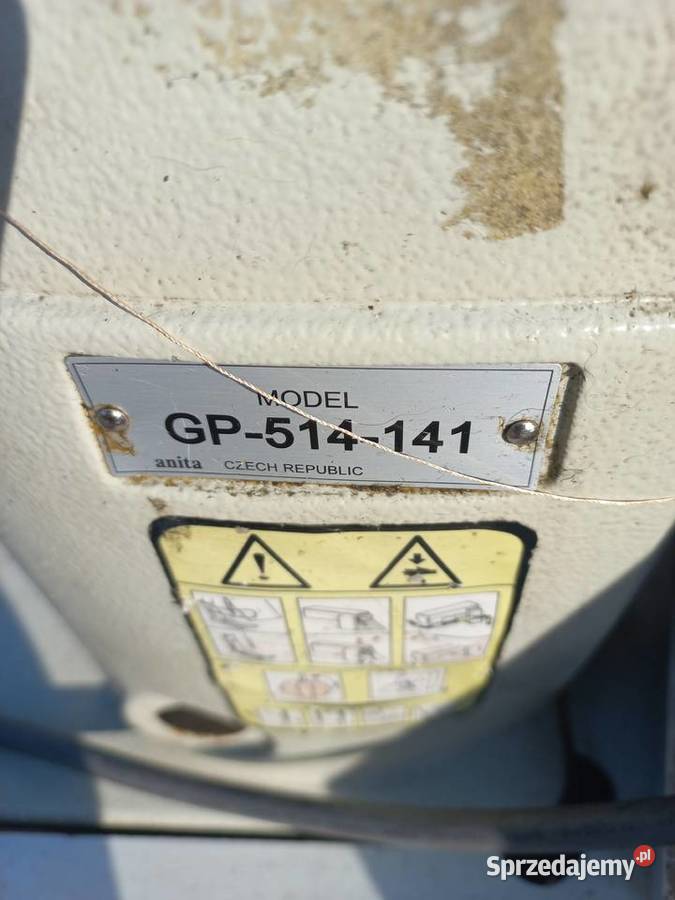 MODEL
GP-514-141
anita CZECH REPUBLIC
Sprzedajemy.pl